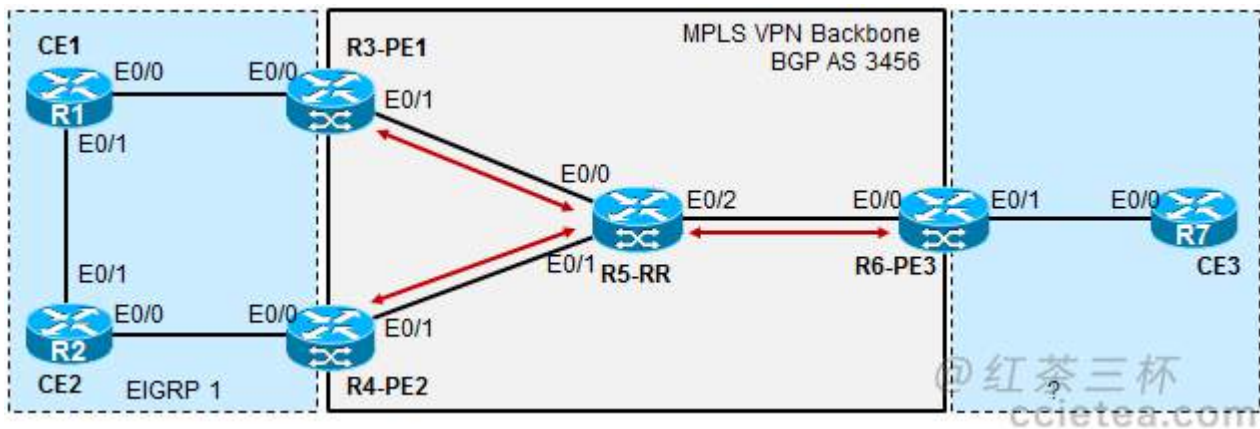 CE1
E0/0
R1
E0/1
E0/1
E0/0
R2
CE2
EIGRP 1
R3-PE1
E0/0
E0/1
E0/0
E0/1
R4-PE2
MPLS VPN Backbone
BGP AS 3456
E0/0
E0/1
R5-RR
E0/2
E0/0
R6-PE3
E0/1
E0/0
R7
CE3
?
@红茶三杯
ccietea.com